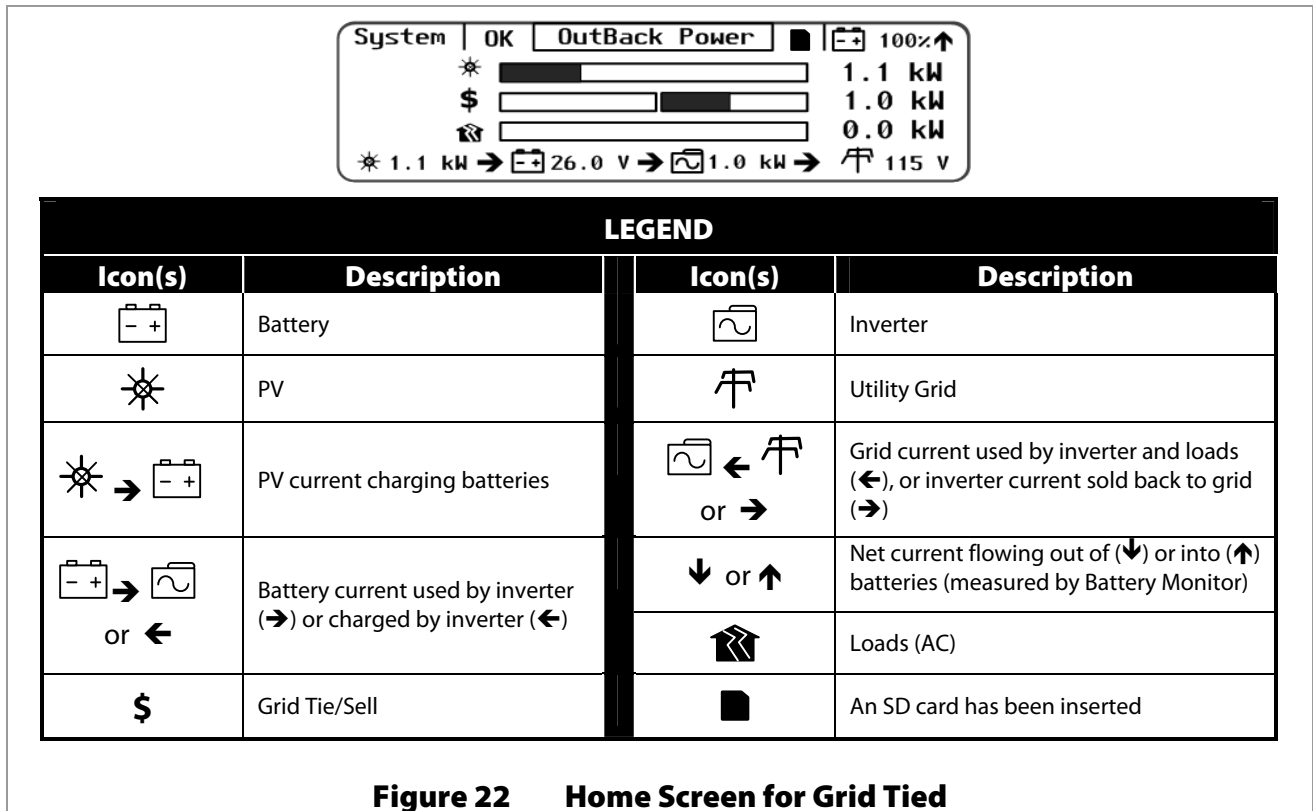 System | OK | OutBack Power | 100%↑
1.1 kW
$ 1.0 kW
0.0 kW
1.1 kW → - + 26.0 V → 1.0 kW → 115 V
LEGEND
Icon(s) Description Icon(s) Description
- + Battery Inverter
PV Utility Grid
→ - + PV current charging batteries
← or →
Grid current used by inverter and loads
(←), or inverter current sold back to grid
(→)
- + → or ←
Battery current used by inverter
(→) or charged by inverter (←)
↓ or ↑
Net current flowing out of (↓) or into (↑)
batteries (measured by Battery Monitor)
Loads (AC)
$ Grid Tie/Sell An SD card has been inserted
Figure 22 Home Screen for Grid Tied